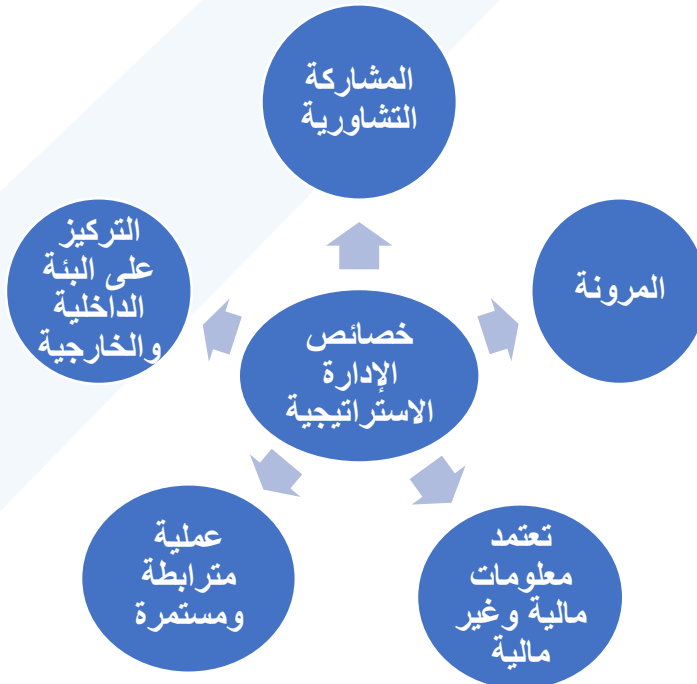 المشاركة
التشاورية
المرونة
تعتمد
معلومات
مالية وغير
مالية
عملية
مترابطة
ومستمرة
التركيز
على البئة
الداخلية
والخارجية
خصائص
الإدارة
الاستراتيجية